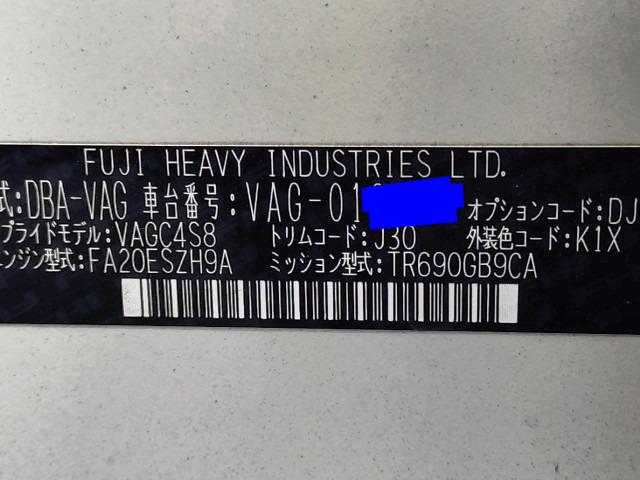 FUJI HEAVY INDUSTRIES LTD.
式:DBA-VAG 車台番号:VAG-01 オプションコード:DJ
プライドモデル:VAGC4S8 トリムコード:J30 外装色コード:K1X
エンジン型式:FA20ESZH9A ミッション型式:TR690GB9CA